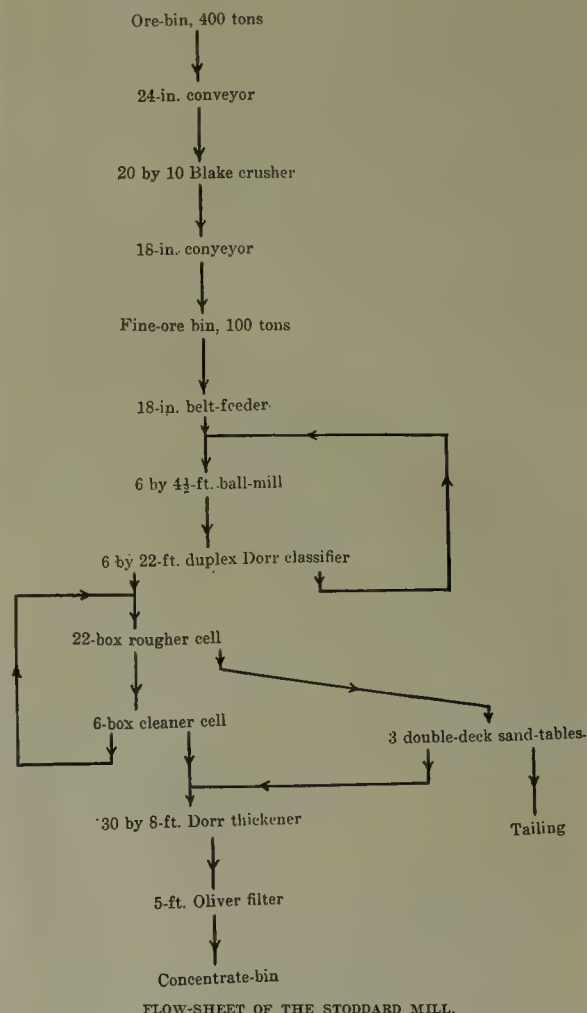 Ore-bin, 400 tons
24-in. conveyor
20 by 10 Blake crusher
18-in. conyeyor
Fine-ore bin, 100 tons
18-in. belt-feeder
6 by 4½-ft. ball-mill
6 by 22-ft. duplex Dorr classifier
22-box rougher cell
6-box cleaner cell
3 double-deck sand-tables
30 by 8-ft. Dorr thickener
Tailing
5-ft. Oliver filter
Concentrate-bin
FLOW-SHEET OF THE STODDARD MILL.